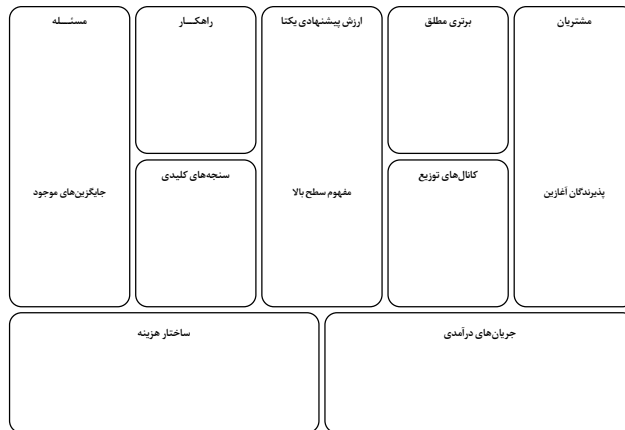 مسئـــله
راهکـــار
ارزش پیشنهادی یکتا
برتری مطلق
مشتریان
سنجه‌های کلیدی
کانال‌های توزیع
جایگزین‌های موجود
مفهوم سطح بالا
پذیرندگان آغازین
ساختار هزینه
جریان‌های درآمدی